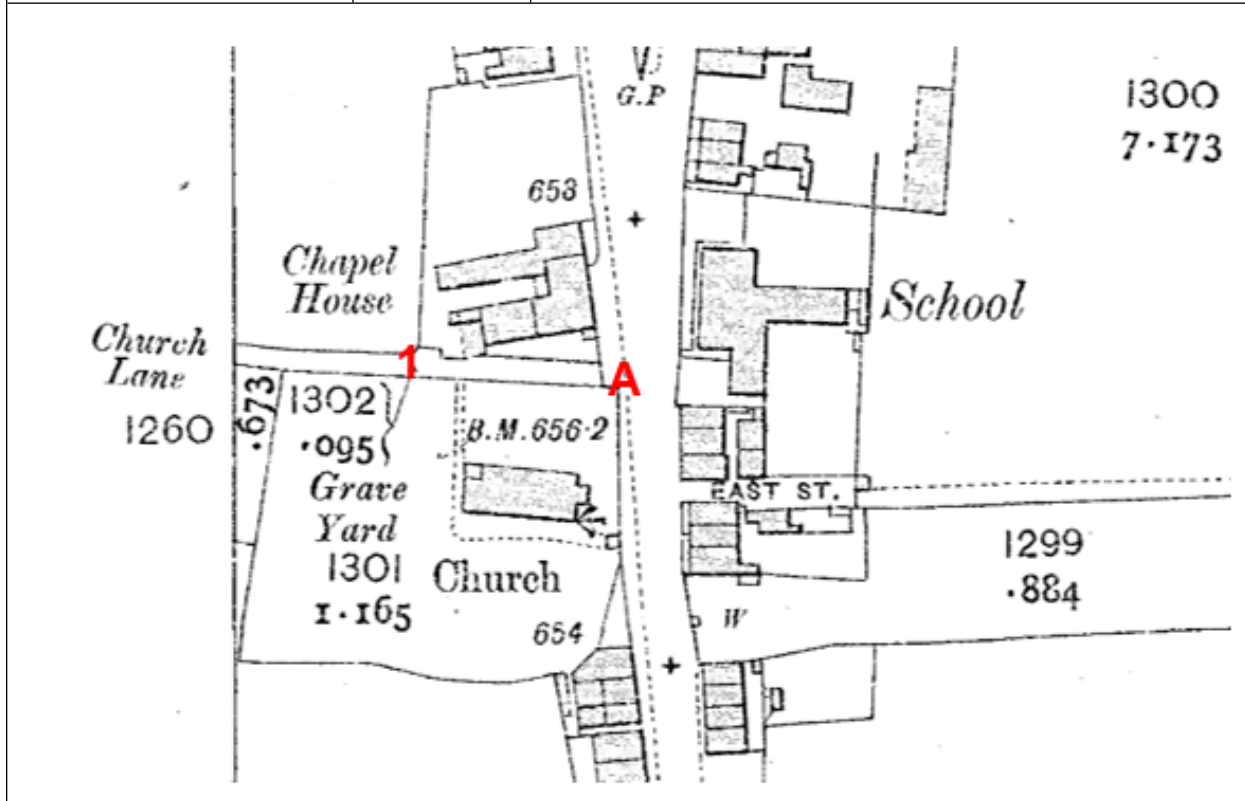 G.P
1300
7.173
653
+
Chapel
House
School
Church
Lane
1
A
1260
.673
1302
.095
B.M.656.2
Grave
Yard
EAST ST.
1301
1.165
Church
1299
.884
654
W
+